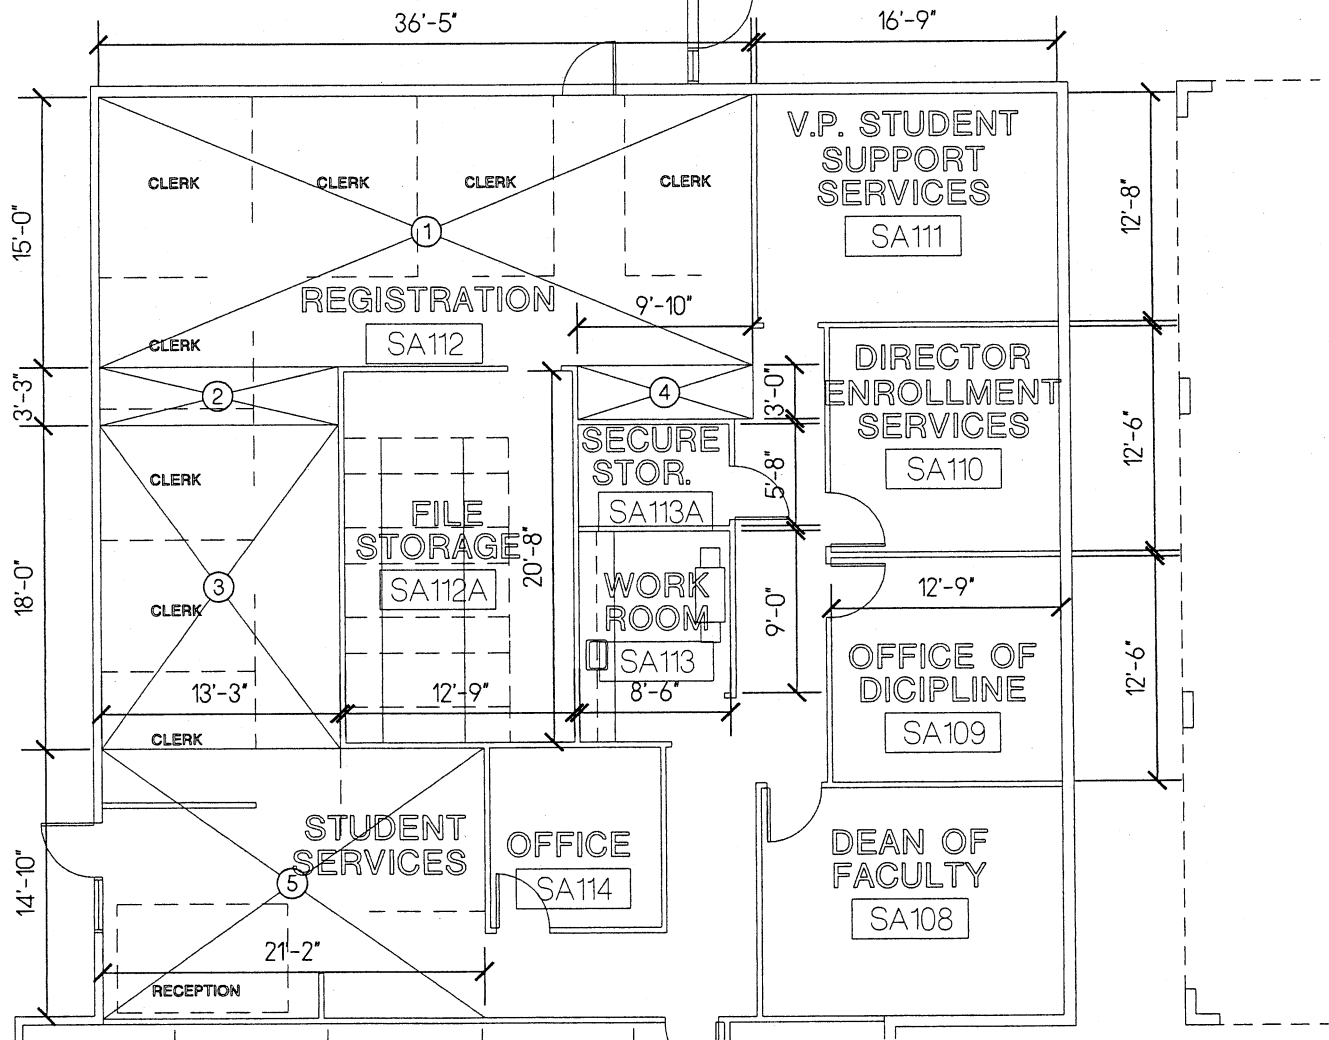 36'-5"
16'-9"
V.P. STUDENT
SUPPORT
SERVICES
SA111
CLERK
CLERK
CLERK
CLERK
1
15'-0"
12'-8"
REGISTRATION
SA112
9'-10"
CLERK
2
3'-3"
4
3'-0"
DIRECTOR
ENROLLMENT
SERVICES
SA110
12'-6"
SECURE
STOR.
SA113A
5'-8"
CLERK
FILE
STORAGE
SA112A
20'-8"
3
18'-0"
CLERK
WORK
ROOM
SA113
9'-0"
12'-9"
OFFICE OF
DICIPLINE
SA109
12'-6"
13'-3"
12'-9"
8'-6"
CLERK
STUDENT
SERVICES
5
14'-10"
OFFICE
SA114
DEAN OF
FACULTY
SA108
21'-2"
RECEPTION